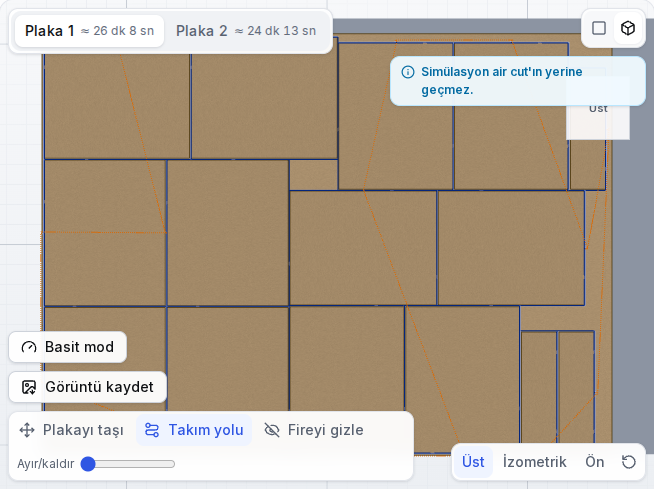 Plaka 1 ≈ 26 dk 8 sn Plaka 2 ≈ 24 dk 13 sn
Simülasyon air cut'ın yerine
geçmez.
Üst
Basit mod
Görüntü kaydet
Plakayı taşı Takım yolu Fireyi gizle
Ayır/kaldır
Üst İzometrik Ön